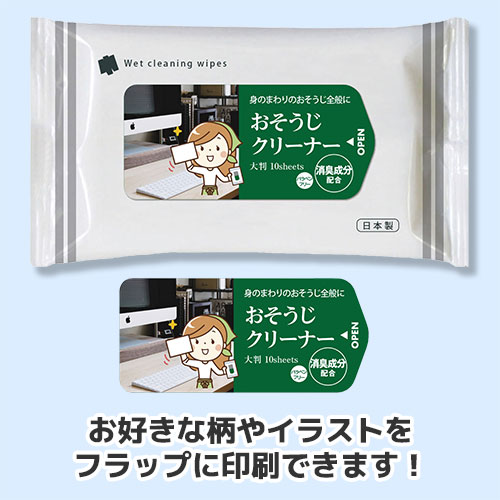 Wet cleaning wipes
身のまわりのおそうじ全般に
おそうじ
クリーナー
大判 10sheets
パラベン
フリー
消臭成分
配合
OPEN
日本製
身のまわりのおそうじ全般に
おそうじ
クリーナー
大判 10sheets
パラベン
フリー
消臭成分
配合
OPEN
お好きな柄やイラストを
フラップに印刷できます！